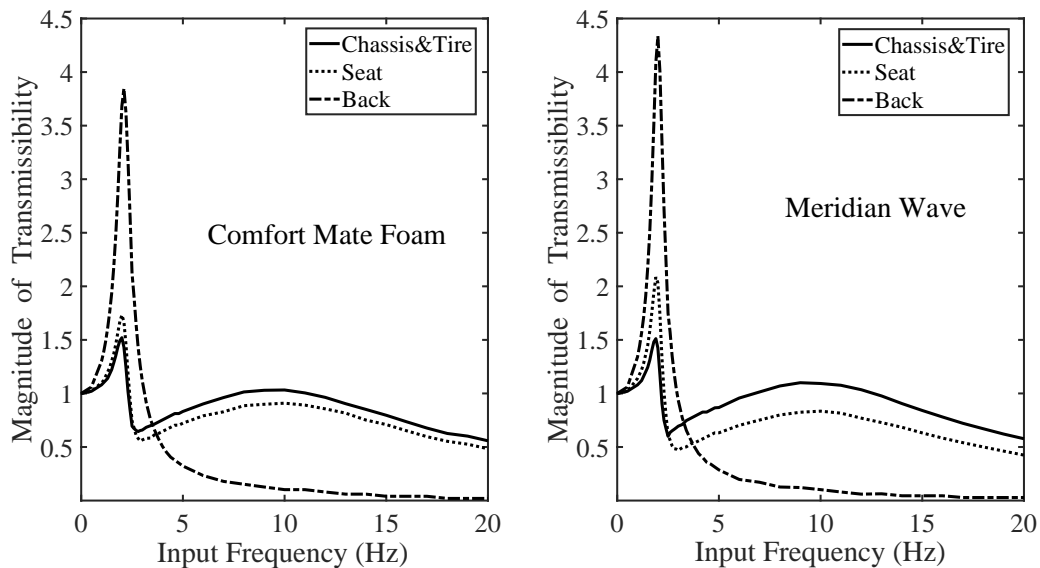 4.5
4
3.5
3
2.5
2
1.5
1
0.5
0
5
10
15
20
Magnitude of Transmissibility
Input Frequency (Hz)
Chassis&Tire
Seat
Back
Comfort Mate Foam
4.5
4
3.5
3
2.5
2
1.5
1
0.5
0
5
10
15
20
Magnitude of Transmissibility
Input Frequency (Hz)
Chassis&Tire
Seat
Back
Meridian Wave